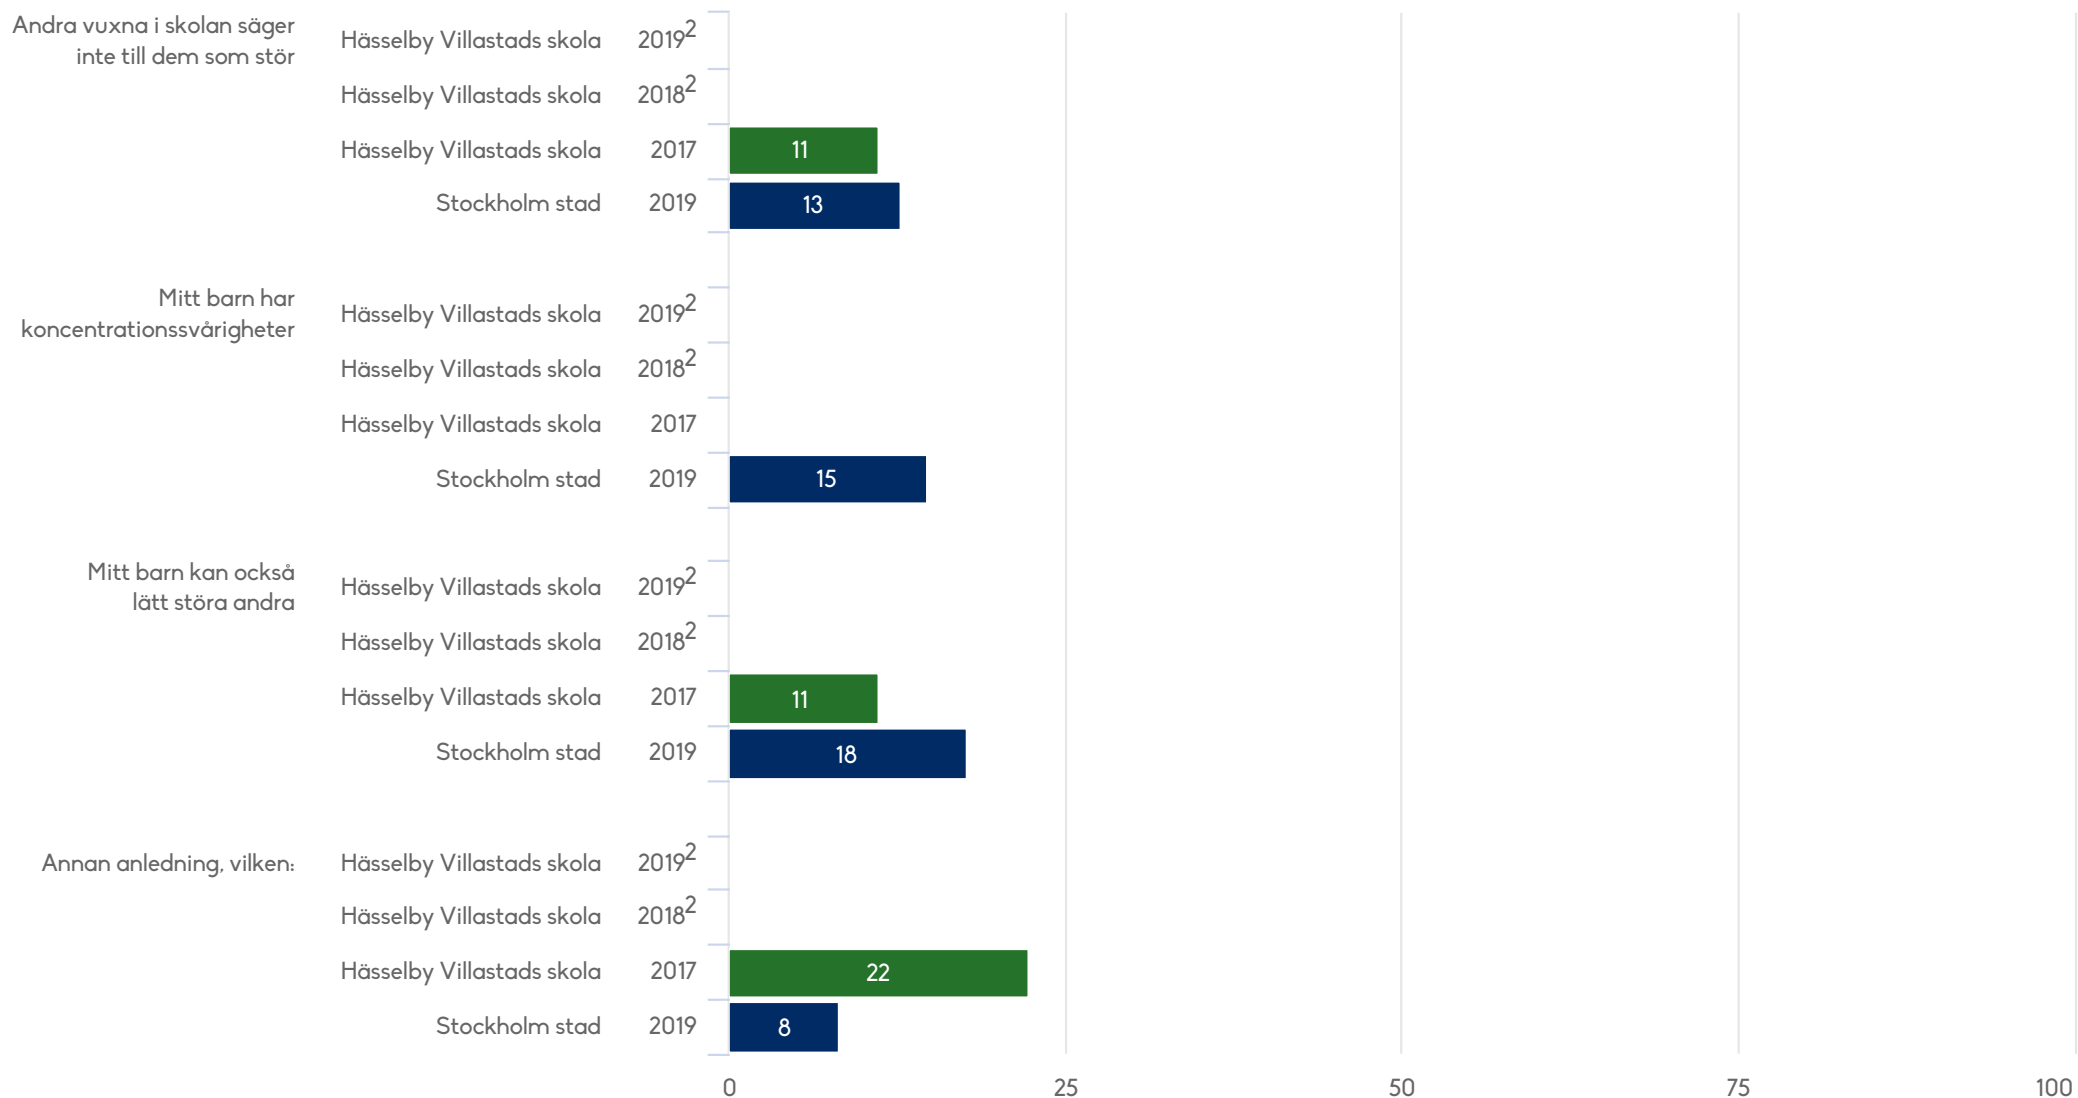 Andra vuxna i skolan säger
inte till dem som stör
Hässelby Villastads skola 2019²
Hässelby Villastads skola 2018²
Hässelby Villastads skola 2017 11
Stockholm stad 2019 13
Mitt barn har
koncentrationssvårigheter
Hässelby Villastads skola 2019²
Hässelby Villastads skola 2018²
Hässelby Villastads skola 2017
Stockholm stad 2019 15
Mitt barn kan också
lätt störa andra
Hässelby Villastads skola 2019²
Hässelby Villastads skola 2018²
Hässelby Villastads skola 2017 11
Stockholm stad 2019 18
Annan anledning, vilken: Hässelby Villastads skola 2019²
Hässelby Villastads skola 2018²
Hässelby Villastads skola 2017 22
Stockholm stad 2019 8
0 25 50 75 100